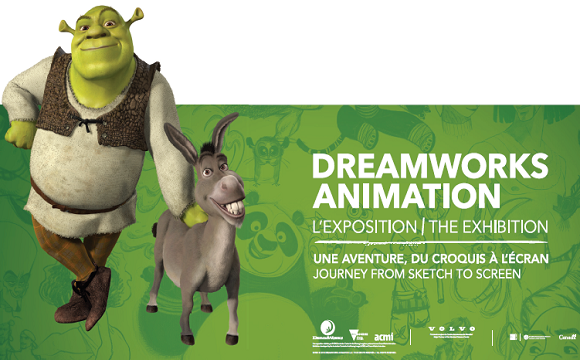 DREAMWORKS
ANIMATION
L'EXPOSITION | THE EXHIBITION
UNE AVENTURE, DU CROQUIS À L'ÉCRAN
JOURNEY FROM SKETCH TO SCREEN
acmi
VOLVO
Canada